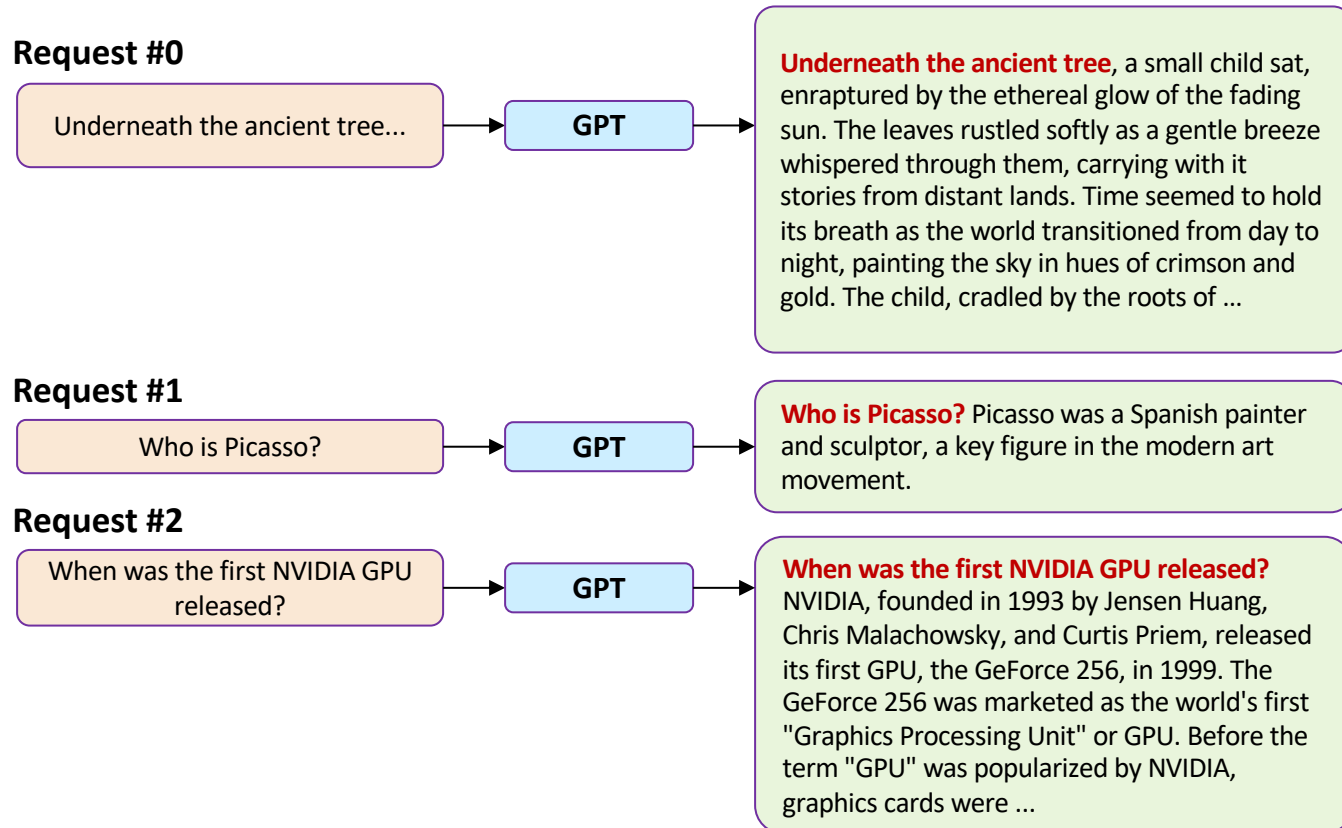 Request #0
Underneath the ancient tree...
GPT
Underneath the ancient tree, a small child sat,
enraptured by the ethereal glow of the fading
sun. The leaves rustled softly as a gentle breeze
whispered through them, carrying with it
stories from distant lands. Time seemed to hold
its breath as the world transitioned from day to
night, painting the sky in hues of crimson and
gold. The child, cradled by the roots of ...
Request #1
Who is Picasso?
GPT
Who is Picasso? Picasso was a Spanish painter
and sculptor, a key figure in the modern art
movement.
Request #2
When was the first NVIDIA GPU
released?
GPT
When was the first NVIDIA GPU released?
NVIDIA, founded in 1993 by Jensen Huang,
Chris Malachowsky, and Curtis Priem, released
its first GPU, the GeForce 256, in 1999. The
GeForce 256 was marketed as the world's first
"Graphics Processing Unit" or GPU. Before the
term "GPU" was popularized by NVIDIA,
graphics cards were ...